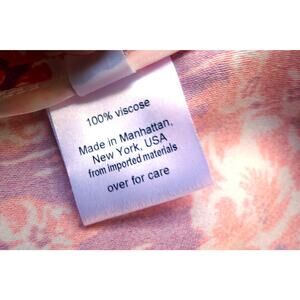 100% viscose
Made in Manhattan,
New York, USA
from imported materials
over for care